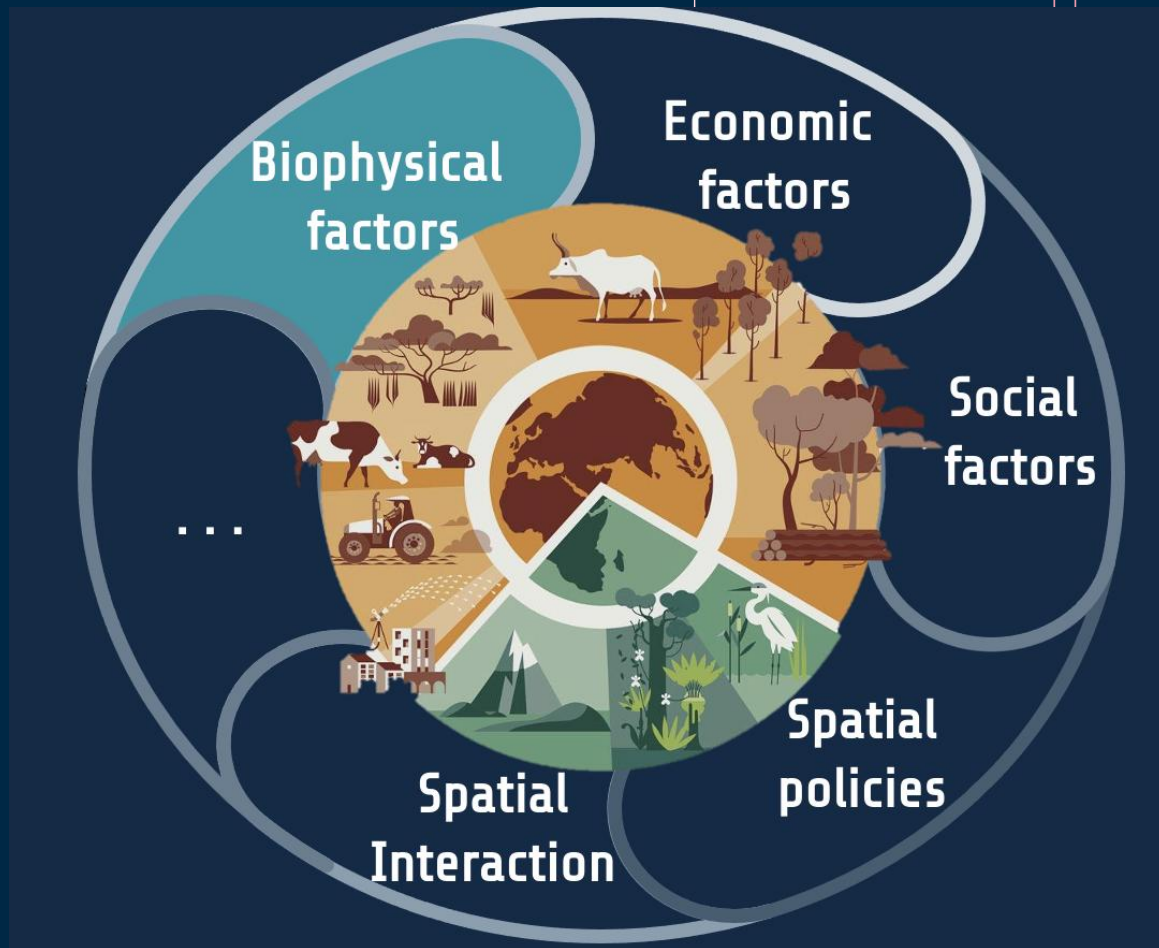 Biophysical
factors
Economic
factors
Social
factors
Spatial
policies
Spatial
Interaction
...